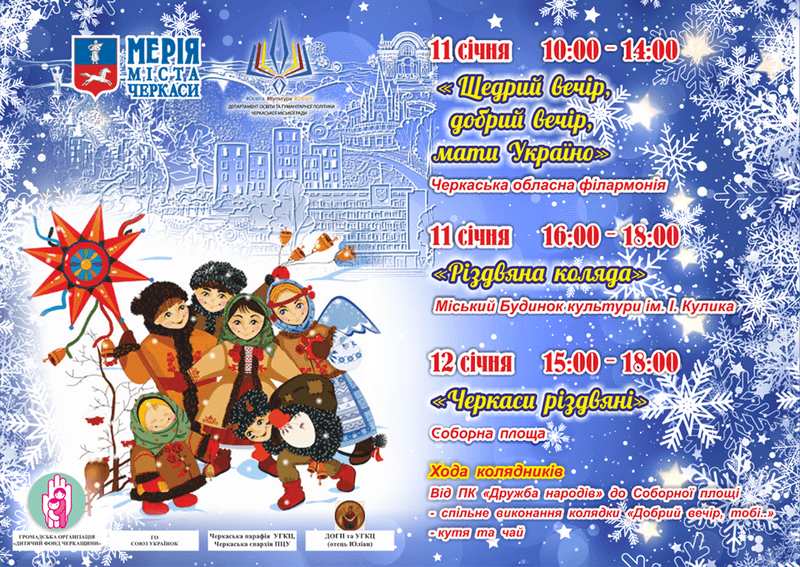 МЕРІЯ
МІСТА
ЧЕРКАСИ
#Освіта #Культура
ДЕПАРТАМЕНТ ОСВІТИ ТА ГУМАНІТАРНОЇ ПОЛІТИКИ
ЧЕРКАСЬКОЇ МІСЬКОЇ РАДИ
11 січня 10:00 - 14:00
« Щедрий вечір,
добрий вечір,
мати Україно»
Черкаська обласна філармонія
11 січня 16:00 - 18:00
«Різдвяна коляда»
Міський Будинок культури ім. І. Кулика
12 січня 15:00 - 18:00
«Черкаси різдвяні»
Соборна площа
Хода колядників
Від ПК «Дружба народів» до Соборної площі
- спільне виконання колядки «Добрий вечір, тобі..»
- кутя та чай
ГРОМАДСЬКА ОРГАНІЗАЦІЯ
«ДИТЯЧИЙ ФОНД ЧЕРКАЩИНИ»
ГО
СОЮЗ УКРАЇНОК
Черкаська парафія УГКЦ,
Черкаська єпархія ПЦУ
ДОГП та УГКЦ
(отець Юліан)